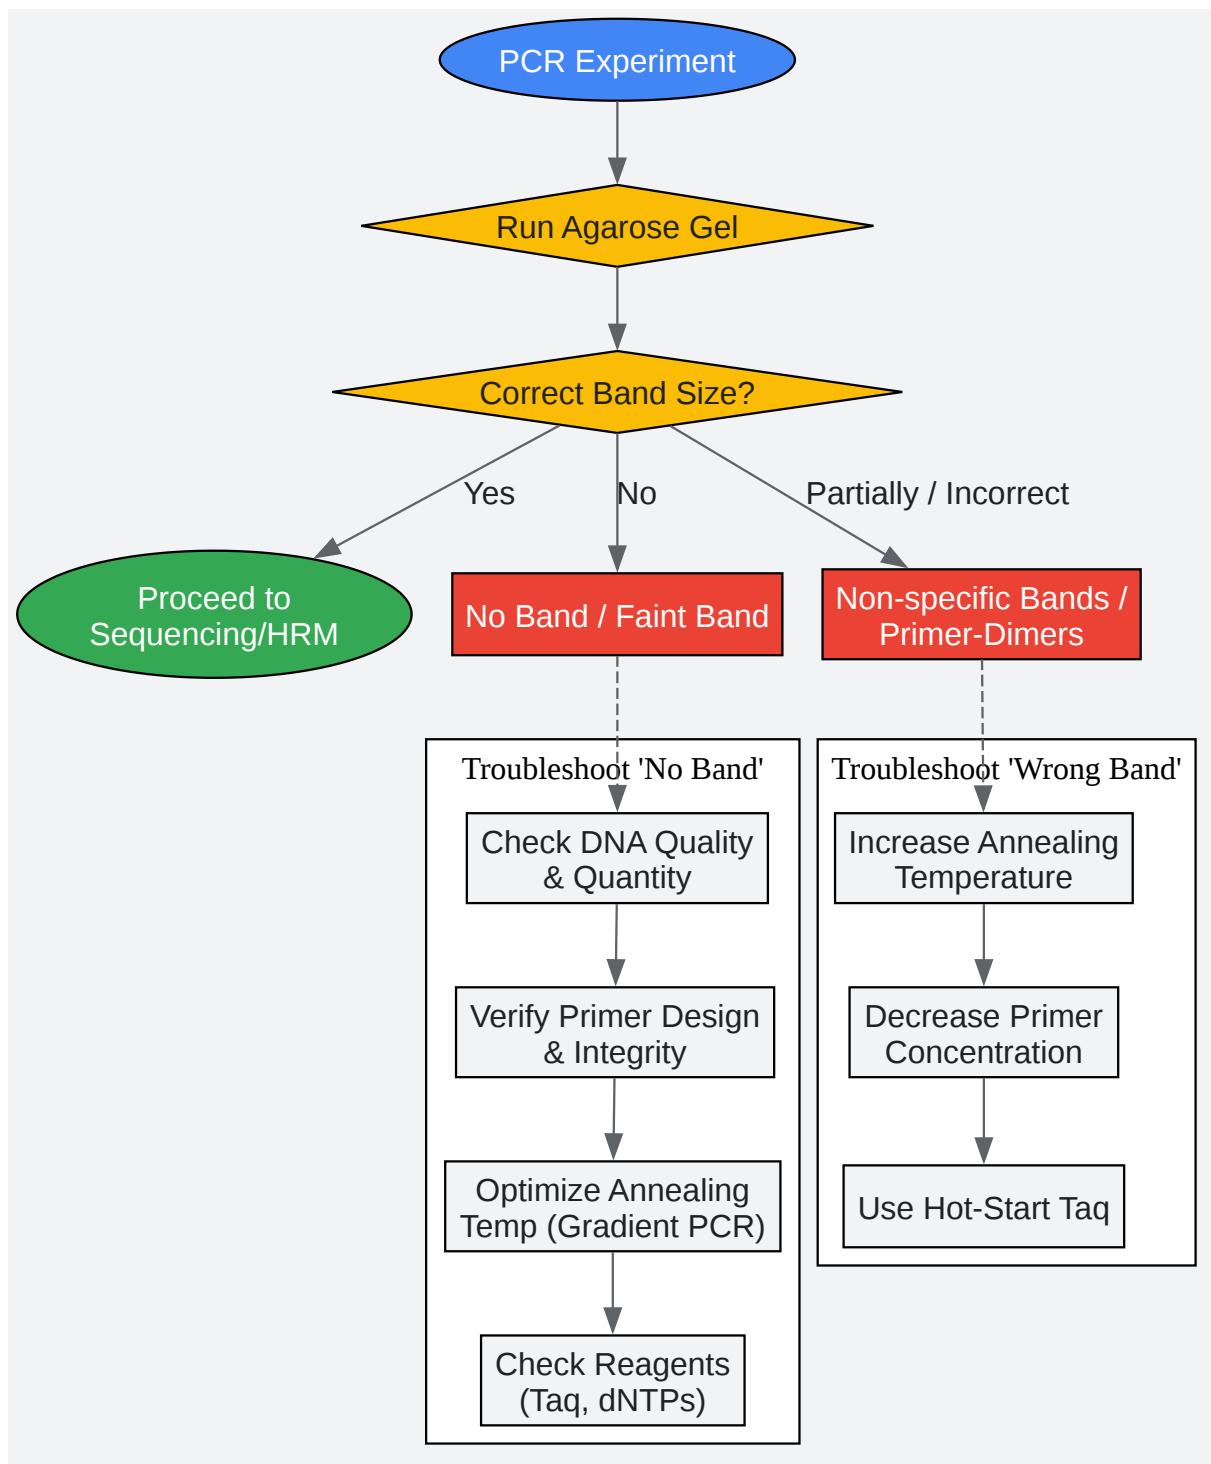 PCR Experiment
Run Agarose Gel
Correct Band Size?
Yes
No
Partially / Incorrect
Proceed to
Sequencing/HRM
No Band / Faint Band
Non-specific Bands /
Primer-Dimers
Troubleshoot 'No Band'
Check DNA Quality
& Quantity
Verify Primer Design
& Integrity
Optimize Annealing
Temp (Gradient PCR)
Check Reagents
(Taq, dNTPs)
Troubleshoot 'Wrong Band'
Increase Annealing
Temperature
Decrease Primer
Concentration
Use Hot-Start Taq